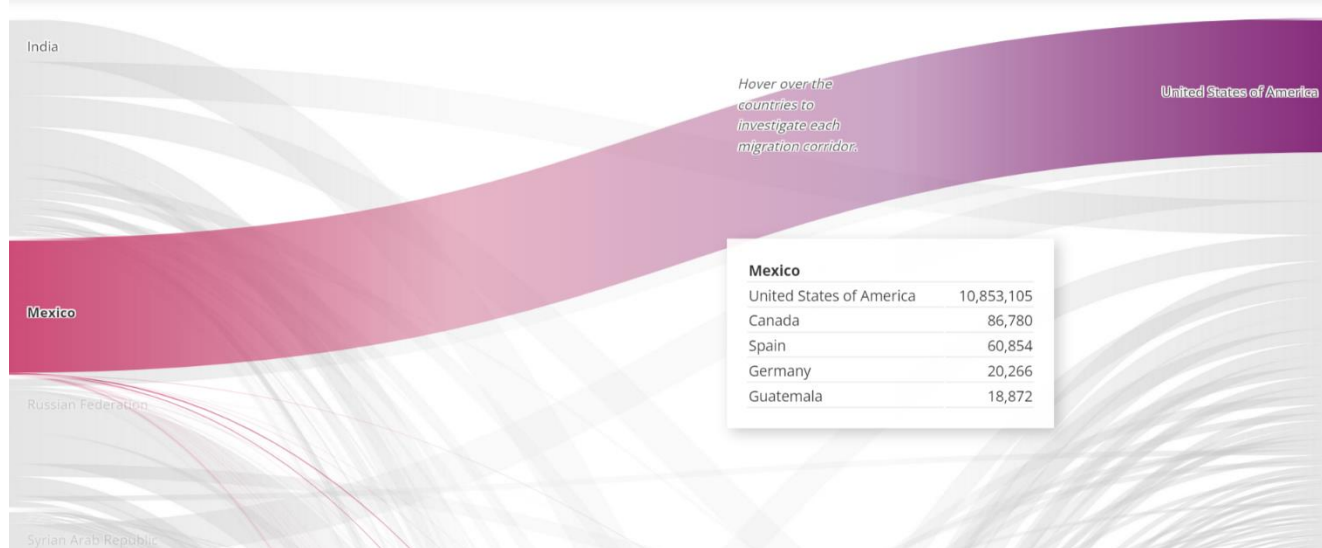 India
Hover over the
countries to
investigate each
migration corridor.
United States of America
Mexico
Mexico
United States of America 10,853,105
Canada 86,780
Spain 60,854
Germany 20,266
Guatemala 18,872
Russian Federation
Syrian Arab Republic